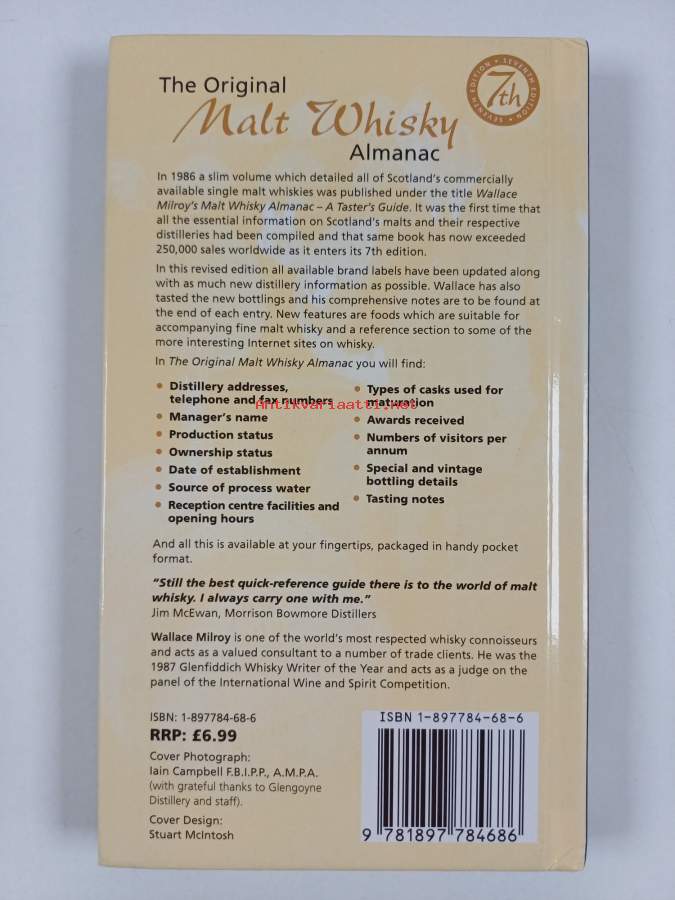 The Original
Malt Whisky
Almanac
SEVENTH EDITION • SEVENTH EDITION •
7th
In 1986 a slim volume which detailed all of Scotland's commercially
available single malt whiskies was published under the title Wallace
Milroy's Malt Whisky Almanac – A Taster's Guide. It was the first time that
all the essential information on Scotland's malts and their respective
distilleries had been compiled and that same book has now exceeded
250,000 sales worldwide as it enters its 7th edition.
In this revised edition all available brand labels have been updated along
with as much new distillery information as possible. Wallace has also
tasted the new bottlings and his comprehensive notes are to be found at
the end of each entry. New features are foods which are suitable for
accompanying fine malt whisky and a reference section to some of the
more interesting Internet sites on whisky.
In The Original Malt Whisky Almanac you will find:
• Distillery addresses,
telephone and fax numbers
• Manager's name
• Production status
• Ownership status
• Date of establishment
• Source of process water
• Reception centre facilities and
opening hours
• Types of casks used for
maturation
• Awards received
• Numbers of visitors per
annum
• Special and vintage
bottling details
• Tasting notes
Antikvariaatti.net
And all this is available at your fingertips, packaged in handy pocket
format.
"Still the best quick-reference guide there is to the world of malt
whisky. I always carry one with me."
Jim McEwan, Morrison Bowmore Distillers
Wallace Milroy is one of the world's most respected whisky connoisseurs
and acts as a valued consultant to a number of trade clients. He was the
1987 Glenfiddich Whisky Writer of the Year and acts as a judge on the
panel of the International Wine and Spirit Competition.
ISBN: 1-897784-68-6
RRP: £6.99
Cover Photograph:
Iain Campbell F.B.I.P.P., A.M.P.A.
(with grateful thanks to Glengoyne
Distillery and staff).
Cover Design:
Stuart McIntosh
ISBN 1-897784-68-6
9 781897 784686